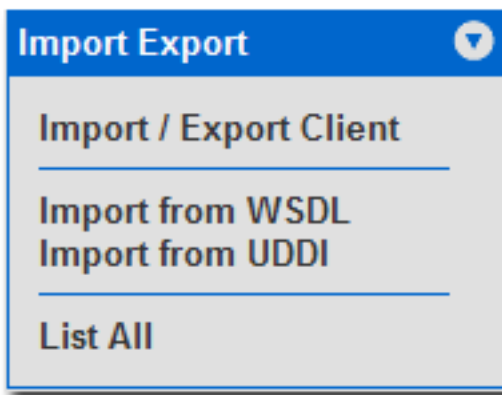 Import Export
Import / Export Client
Import from WSDL
Import from UDDI
List All